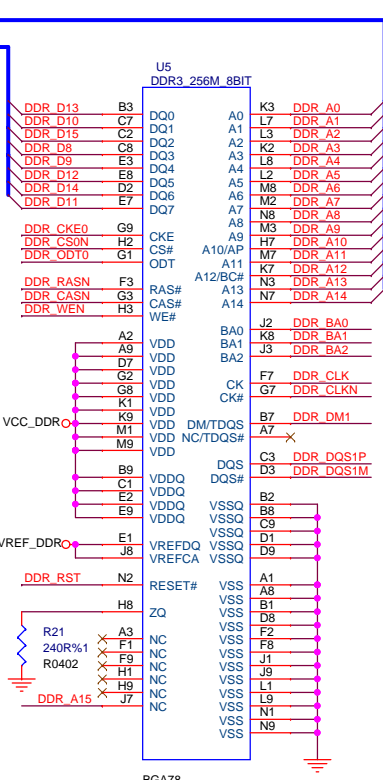 U5
DDR3_256M_8BIT
DDR_D13 B3 DQ0 A0 K3 DDR_A0
DDR_D10 C7 DQ1 A1 L7 DDR_A1
DDR_D15 C2 DQ2 A2 L3 DDR_A2
DDR_D8 C8 DQ3 A3 K2 DDR_A3
DDR_D9 E3 DQ4 A4 L8 DDR_A4
DDR_D12 E8 DQ5 A5 L2 DDR_A5
DDR_D14 D2 DQ6 A6 M8 DDR_A6
DDR_D11 E7 DQ7 A7 M2 DDR_A7
A8 N8 DDR_A8
DDR_CKE0 G9 CKE A9 M3 DDR_A9
DDR_CS0N H2 CS# A10/AP H7 DDR_A10
DDR_ODT0 G1 ODT A11 M7 DDR_A11
A12/BC# K7 DDR_A12
DDR_RASN F3 RAS# A13 N3 DDR_A13
DDR_CASN G3 CAS# A14 N7 DDR_A14
DDR_WEN H3 WE#
BA0 J2 DDR_BA0
A2 VDD BA1 K8 DDR_BA1
A9 VDD BA2 J3 DDR_BA2
D7 VDD
G2 VDD CK F7 DDR_CLK
G8 VDD CK# G7 DDR_CLKN
K1 VDD
VCC_DDR K9 VDD DM/TDQS B7 DDR_DM1
M1 VDD NC/TDQS# A7
M9 VDD
DQS C3 DDR_DQS1P
B9 VDDQ DQS# D3 DDR_DQS1M
C1 VDDQ
E2 VDDQ VSSQ B2
E9 VDDQ VSSQ B8
VSSQ C9
VREF_DDR E1 VREFDQ VSSQ D1
J8 VREFCA VSSQ D9
DDR_RST N2 RESET# VSS A1
VSS A8
H8 ZQ VSS B1
VSS D8
R21 A3 NC VSS F2
240R%1 F1 NC VSS F8
R0402 F9 NC VSS J1
H1 NC VSS J9
H9 NC VSS L1
DDR_A15 J7 NC VSS L9
VSS N1
VSS N9